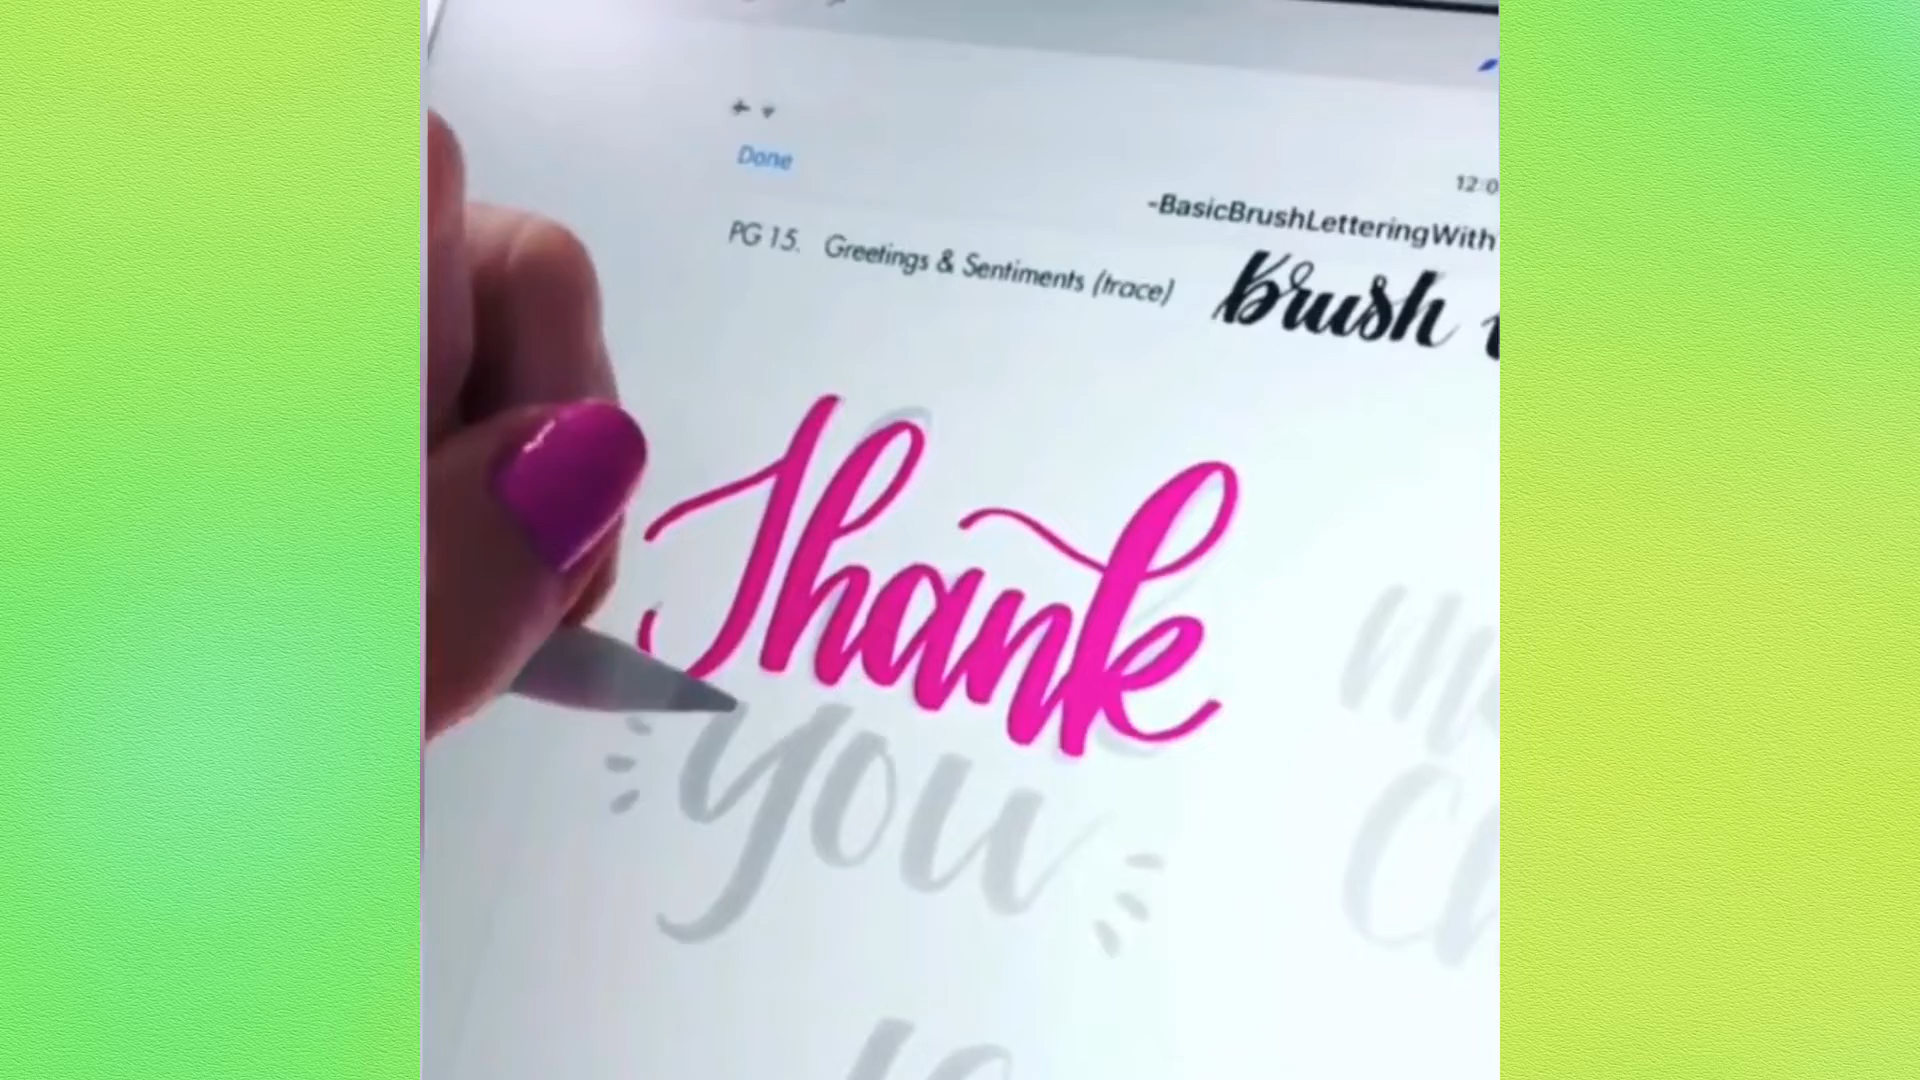 Done
12:0
-BasicBrushLetteringWith
PG 15. Greetings & Sentiments (trace)
brush
Thank
you